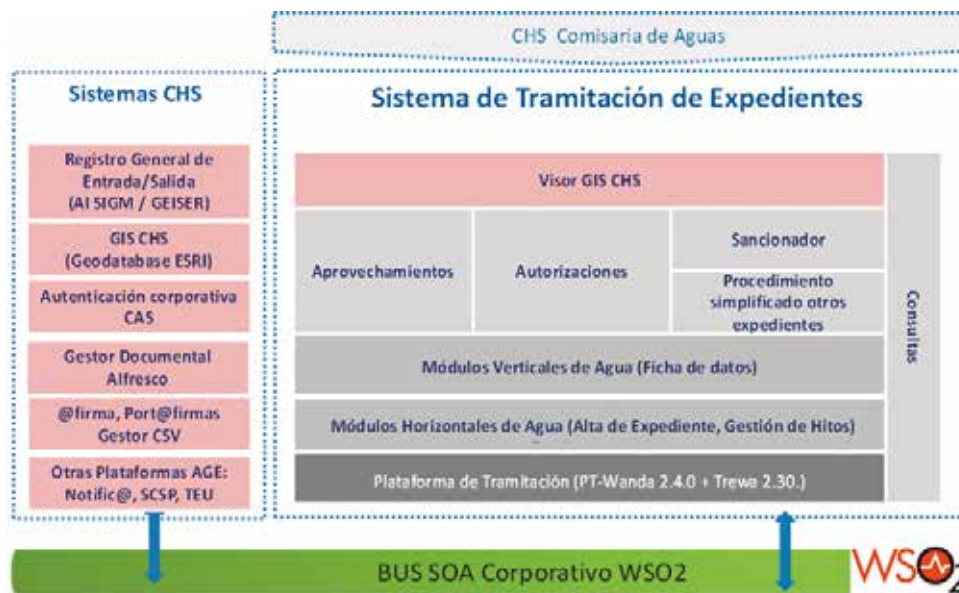 CHS Comisaria de Aguas
Sistemas CHS
Registro General de
Entrada/Salida
(AI SIGM / GEISER)
GIS CHS
(Geodatabase ESRI)
Autenticación corporativa
CAS
Gestor Documental
Alfresco
@firma, Port@firmas
Gestor CSV
Otras Plataformas AGE:
Notific@, SCSP, TEU
Sistema de Tramitación de Expedientes
Visor GIS CHS
Aprovechamientos
Autorizaciones
Sancionador
Procedimiento
simplificado otros
expedientes
Consultas
Módulos Verticales de Agua (Ficha de datos)
Módulos Horizontales de Agua (Alta de Expediente, Gestión de Hitos)
Plataforma de Tramitación (PT-Wanda 2.4.0 + Trewa 2.30.)
BUS SOA Corporativo WSO2
WSO2